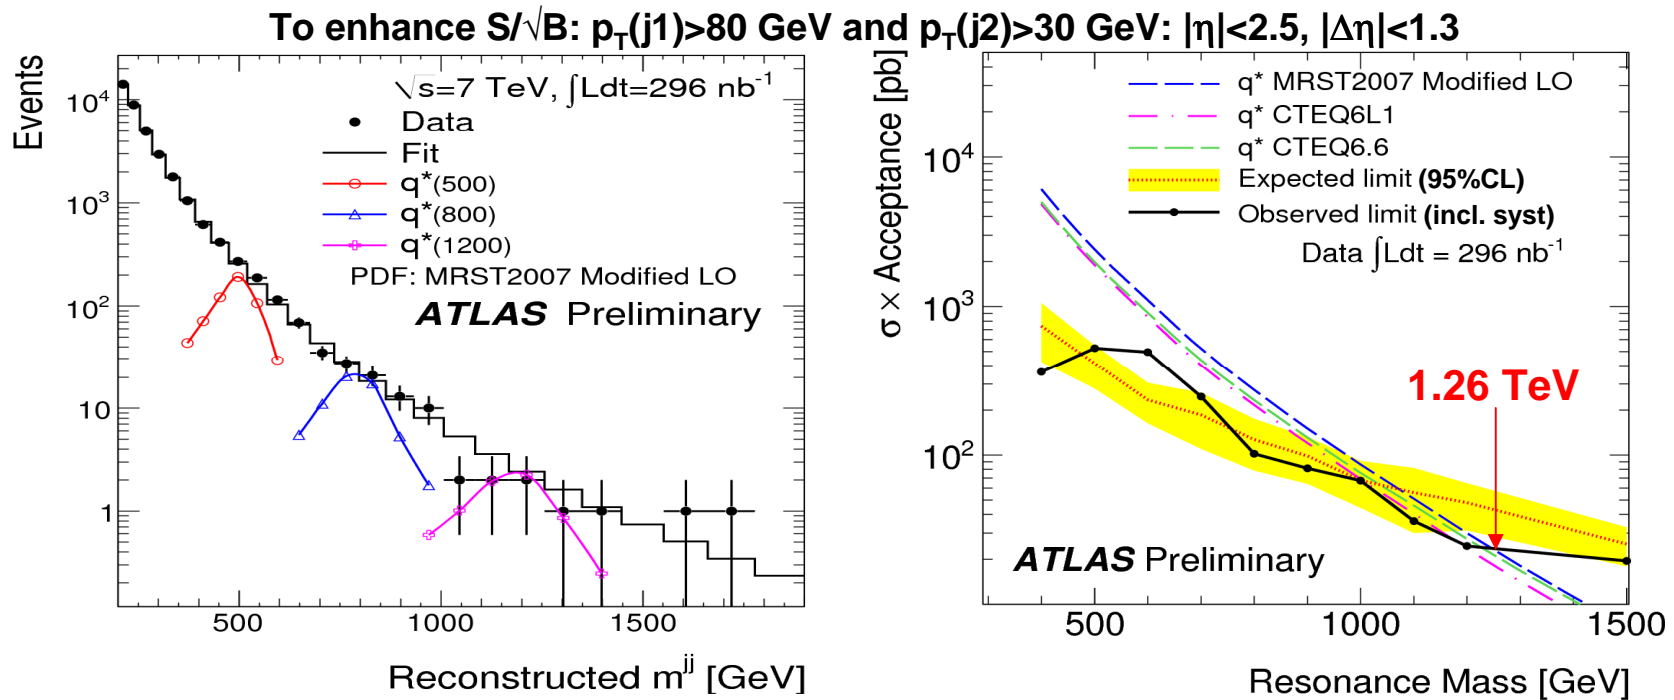 To enhance S/√B: pT(j1)>80 GeV and pT(j2)>30 GeV: |η|<2.5, |Δη|<1.3
Events
√s=7 TeV, ∫Ldt=296 nb-1
Data
Fit
q*(500)
q*(800)
q*(1200)
PDF: MRST2007 Modified LO
ATLAS Preliminary
10⁴
10³
10²
10
1
500
1000
1500
Reconstructed mjj [GeV]
σ × Acceptance [pb]
q* MRST2007 Modified LO
q* CTEQ6L1
q* CTEQ6.6
Expected limit (95%CL)
Observed limit (incl. syst)
Data ∫Ldt = 296 nb-1
1.26 TeV
ATLAS Preliminary
10⁴
10³
10²
500
1000
1500
Resonance Mass [GeV]